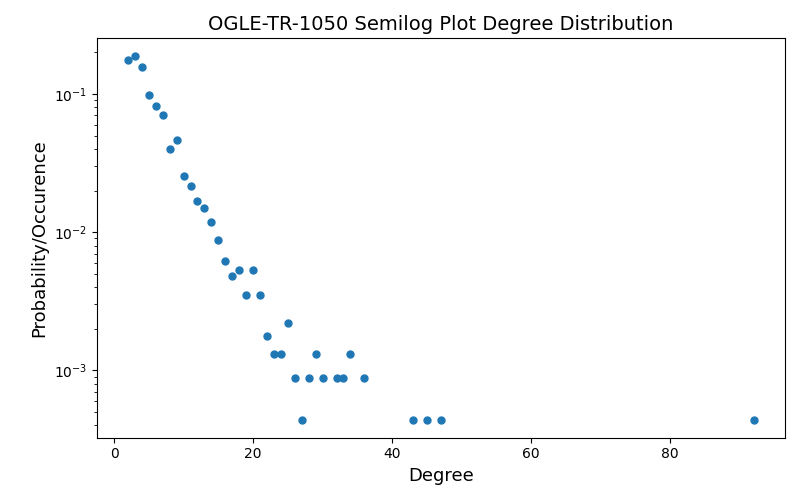 OGLE-TR-1050 Semilog Plot Degree Distribution
Probability/Occurence
10⁻¹
10⁻²
10⁻³
0 20 40 60 80
Degree